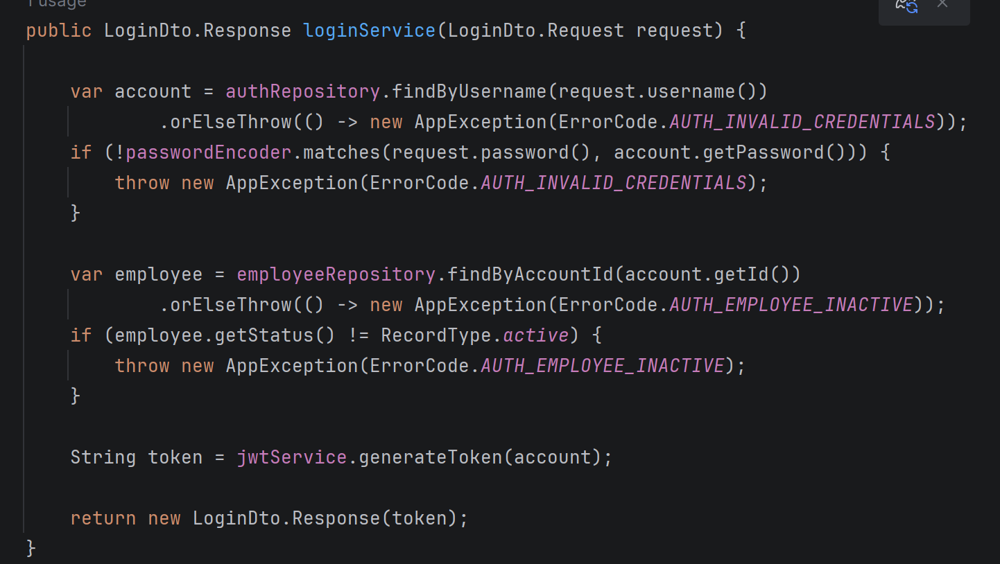 1 usage
public LoginDto.Response loginService(LoginDto.Request request) {
var account = authRepository.findByUsername(request.username())
.orElseThrow(() -> new AppException(ErrorCode.AUTH_INVALID_CREDENTIALS));
if (!passwordEncoder.matches(request.password(), account.getPassword())) {
throw new AppException(ErrorCode.AUTH_INVALID_CREDENTIALS);
}
var employee = employeeRepository.findByAccountId(account.getId())
.orElseThrow(() -> new AppException(ErrorCode.AUTH_EMPLOYEE_INACTIVE));
if (employee.getStatus() != RecordType.active) {
throw new AppException(ErrorCode.AUTH_EMPLOYEE_INACTIVE);
}
String token = jwtService.generateToken(account);
return new LoginDto.Response(token);
}